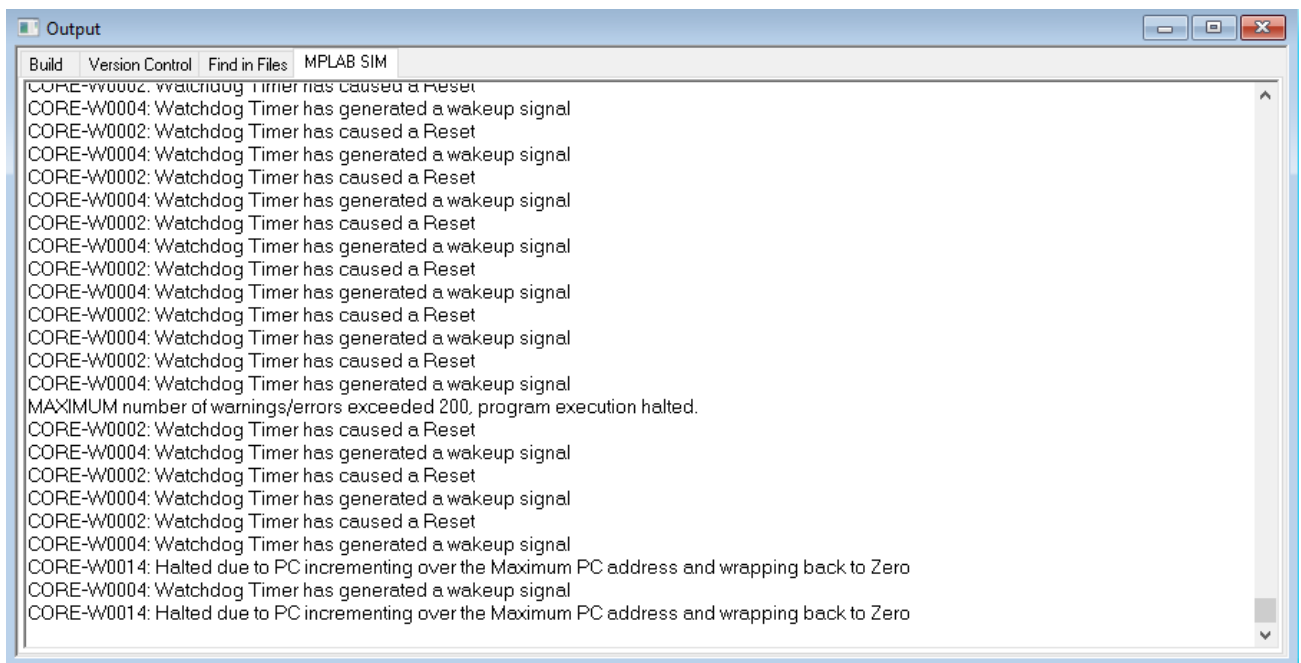 Output
Build Version Control Find in Files MPLAB SIM
CORE-W0002: Watchdog Timer has caused a Reset
CORE-W0004: Watchdog Timer has generated a wakeup signal
CORE-W0002: Watchdog Timer has caused a Reset
CORE-W0004: Watchdog Timer has generated a wakeup signal
CORE-W0002: Watchdog Timer has caused a Reset
CORE-W0004: Watchdog Timer has generated a wakeup signal
CORE-W0002: Watchdog Timer has caused a Reset
CORE-W0004: Watchdog Timer has generated a wakeup signal
CORE-W0002: Watchdog Timer has caused a Reset
CORE-W0004: Watchdog Timer has generated a wakeup signal
CORE-W0002: Watchdog Timer has caused a Reset
CORE-W0004: Watchdog Timer has generated a wakeup signal
CORE-W0002: Watchdog Timer has caused a Reset
CORE-W0004: Watchdog Timer has generated a wakeup signal
MAXIMUM number of warnings/errors exceeded 200, program execution halted.
CORE-W0002: Watchdog Timer has caused a Reset
CORE-W0004: Watchdog Timer has generated a wakeup signal
CORE-W0002: Watchdog Timer has caused a Reset
CORE-W0004: Watchdog Timer has generated a wakeup signal
CORE-W0002: Watchdog Timer has caused a Reset
CORE-W0004: Watchdog Timer has generated a wakeup signal
CORE-W0014: Halted due to PC incrementing over the Maximum PC address and wrapping back to Zero
CORE-W0004: Watchdog Timer has generated a wakeup signal
CORE-W0014: Halted due to PC incrementing over the Maximum PC address and wrapping back to Zero